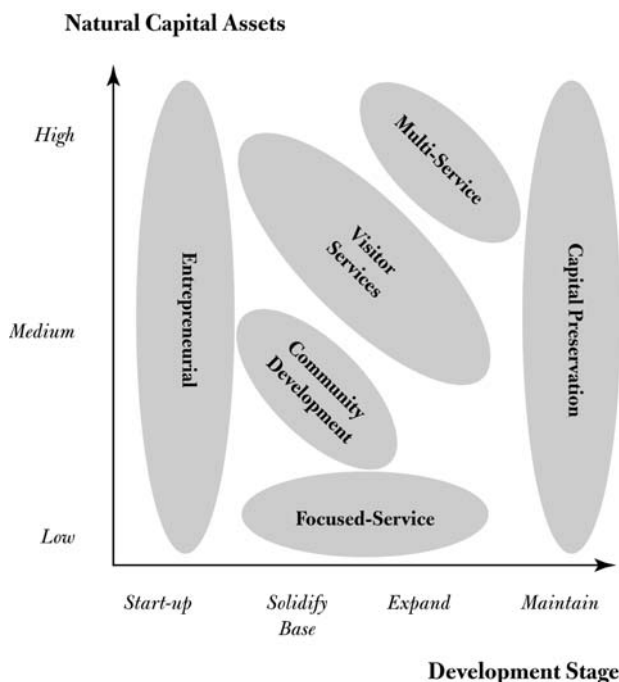 Natural Capital Assets
High
Multi-Service
Visitor
Services
Entrepreneurial
Capital Preservation
Medium
Community
Development
Focused-Service
Low
Start-up
Solidify
Base
Expand
Maintain
Development Stage